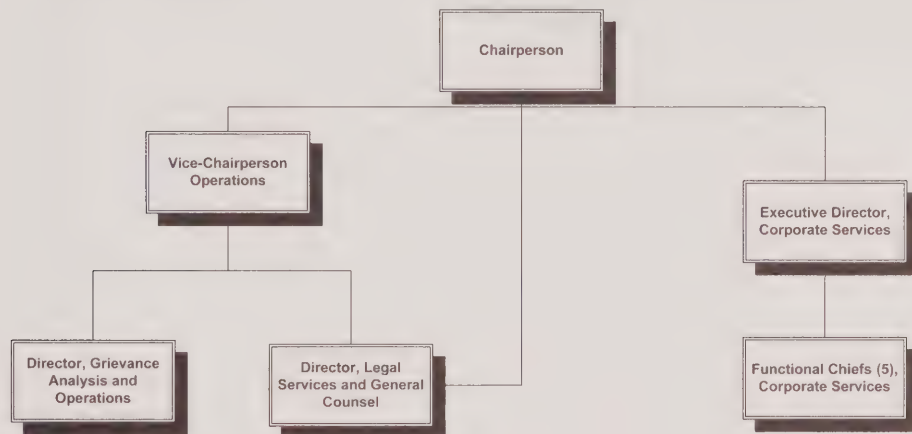 Chairperson
Vice-Chairperson
Operations
Executive Director,
Corporate Services
Director, Grievance
Analysis and
Operations
Director, Legal
Services and General
Counsel
Functional Chiefs (5),
Corporate Services